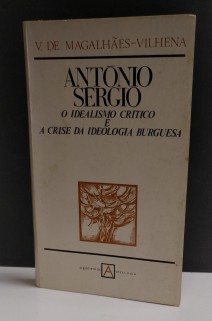 V DE MAGALHÃES-VILHENA
ANTÓNIO
SÉRGIO
O IDEALISMO CRÍTICO
E
A CRISE DA IDEOLOGIA BURGUESA
A